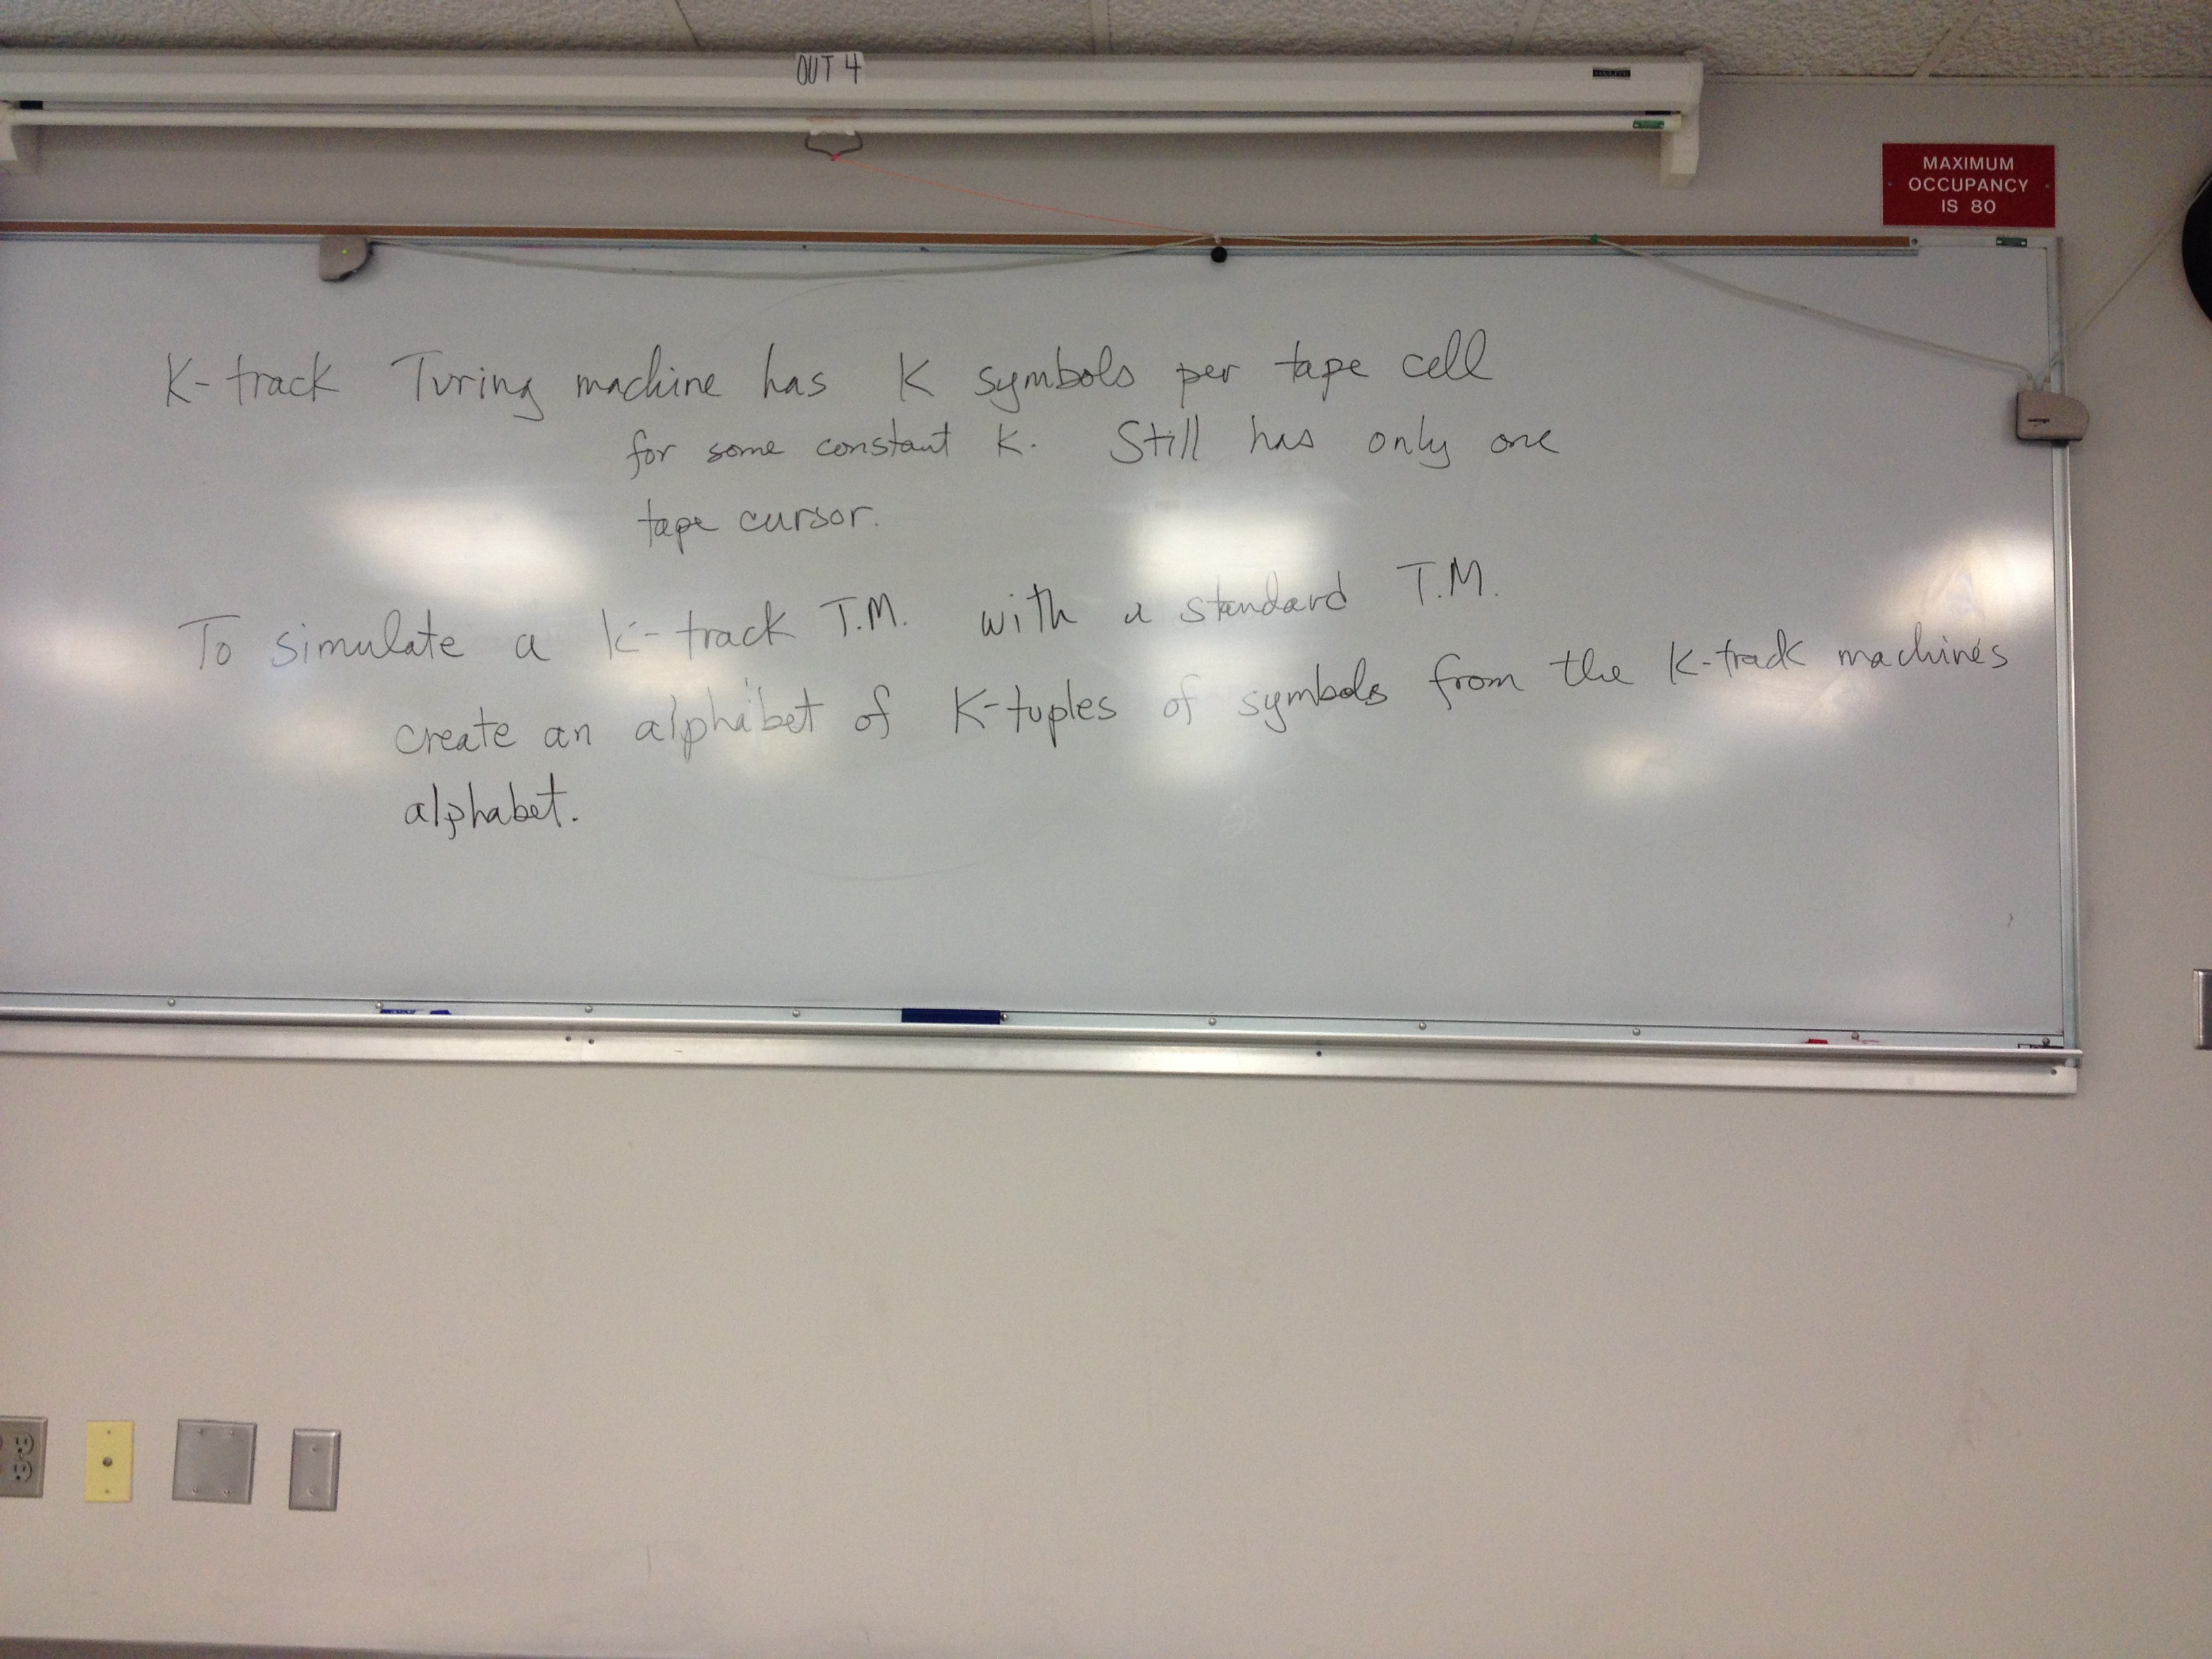 OUT 4
MAXIMUM
OCCUPANCY
IS 80
K-track Turing machine has K symbols per tape cell
for some constant K. Still has only one
tape cursor.
To simulate a K-track T.M. with a standard T.M.
create an alphabet of K-tuples of symbols from the K-track machine's
alphabet.